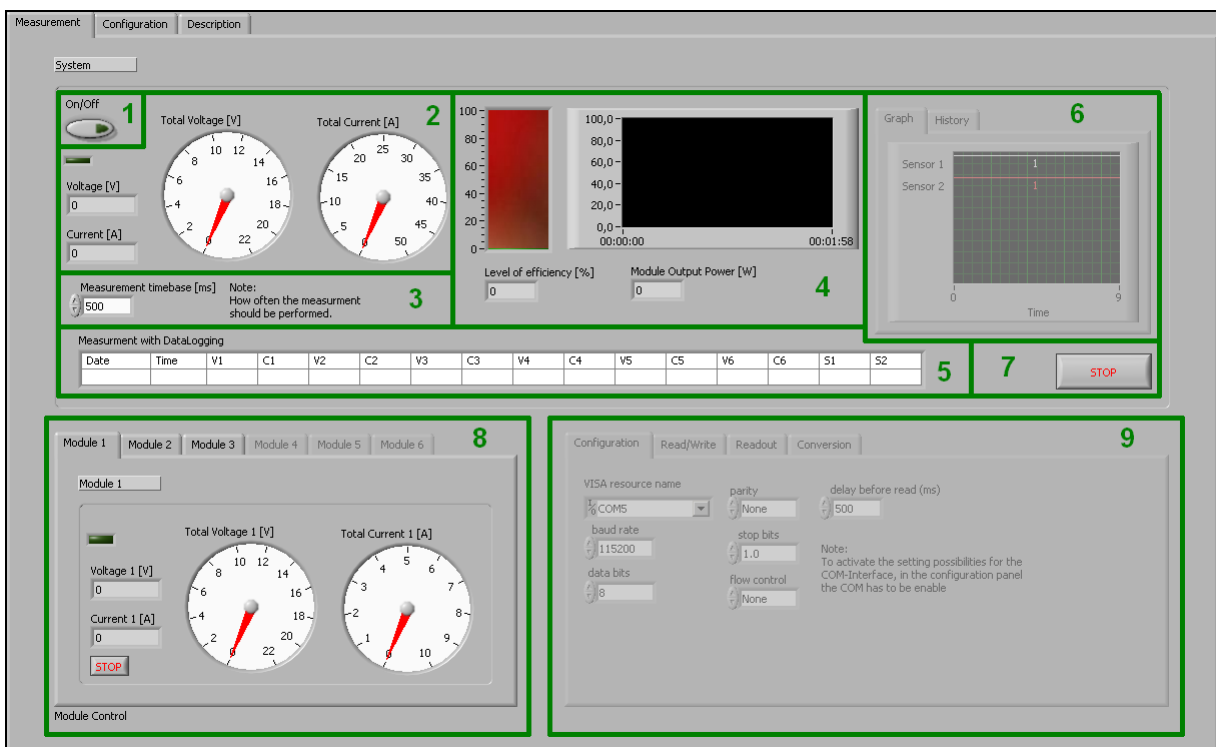 Measurement Configuration Description
System
On/Off
1
Voltage [V]
0
Current [A]
0
Total Voltage [V]
0 2 4 6 8 10 12 14 16 18 20 22
Total Current [A]
0 5 10 15 20 25 30 35 40 45 50
2
Measurement timebase [ms]
500
Note:
How often the measurment
should be performed.
3
100
80
60
40
20
0
100,0
80,0
60,0
40,0
20,0
0,0
00:00:00 00:01:58
Level of efficiency [%]
0
Module Output Power [W]
0
4
Measurment with DataLogging
Date Time V1 C1 V2 C2 V3 C3 V4 C4 V5 C5 V6 C6 S1 S2
5
6
Graph History
Sensor 1 1
Sensor 2 1
0 9
Time
7
STOP
Module 1 Module 2 Module 3 Module 4 Module 5 Module 6
8
Module 1
Voltage 1 [V]
0
Current 1 [A]
0
STOP
Total Voltage 1 [V]
0 2 4 6 8 10 12 14 16 18 20 22
Total Current 1 [A]
0 1 2 3 4 5 6 7 8 9 10
Module Control
Configuration Read/Write Readout Conversion
9
VISA resource name
COM5
baud rate
115200
data bits
8
parity
None
stop bits
1.0
flow control
None
delay before read (ms)
500
Note:
To activate the setting possibilities for the
COM-Interface, in the configuration panel
the COM has to be enable